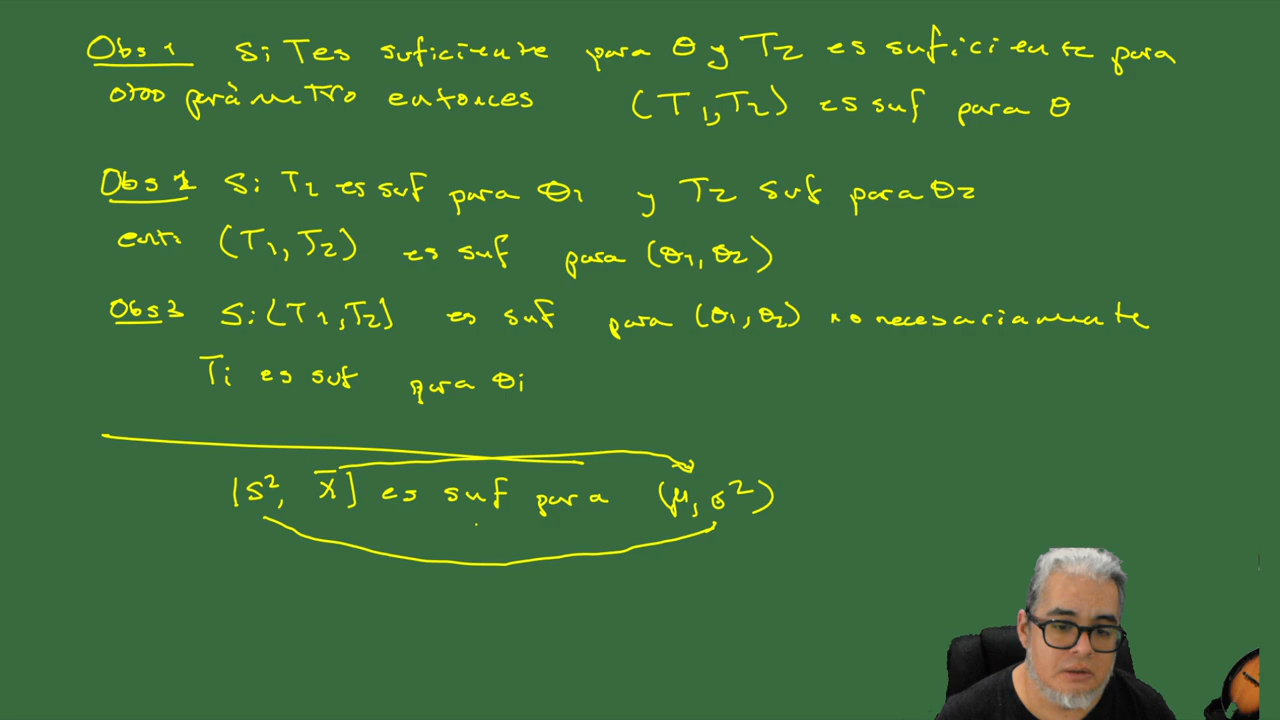 Obs 1 Si T es suficiente para θ y T2 es suficiente para
otro parámetro entonces (T1,T2) es suf para θ
Obs 2 Si T1 es suf para θ1 y T2 suf para θ2
ent. (T1,T2) es suf para (θ1,θ2)
Obs 3 Si (T1,T2) es suf para (θ1,θ2) no necesariamente
Ti es suf para θi
(S², X̄) es suf para (μ,σ²)